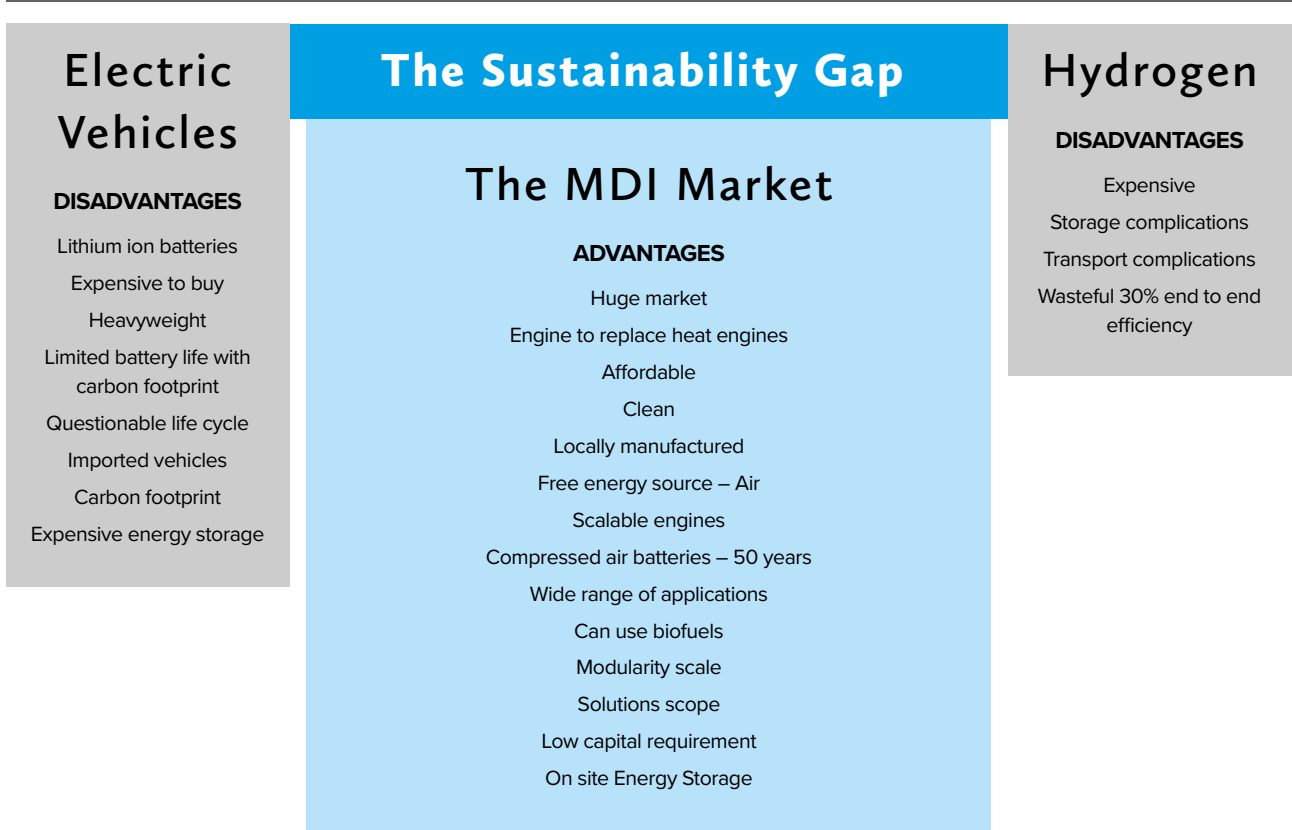 Electric
Vehicles
DISADVANTAGES
Lithium ion batteries
Expensive to buy
Heavyweight
Limited battery life with
carbon footprint
Questionable life cycle
Imported vehicles
Carbon footprint
Expensive energy storage
The Sustainability Gap
The MDI Market
ADVANTAGES
Huge market
Engine to replace heat engines
Affordable
Clean
Locally manufactured
Free energy source – Air
Scalable engines
Compressed air batteries – 50 years
Wide range of applications
Can use biofuels
Modularity scale
Solutions scope
Low capital requirement
On site Energy Storage
Hydrogen
DISADVANTAGES
Expensive
Storage complications
Transport complications
Wasteful 30% end to end
efficiency